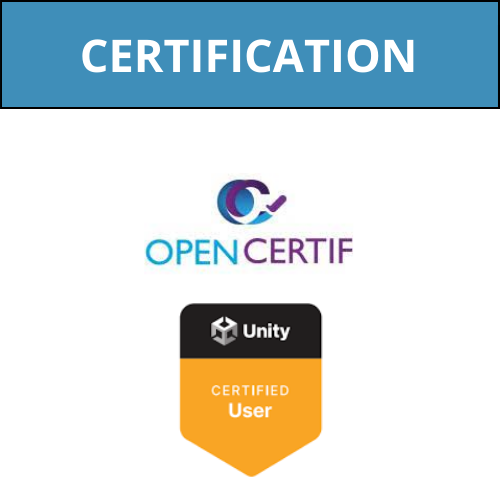 CERTIFICATION
OPEN CERTIF
Unity
CERTIFIED
User